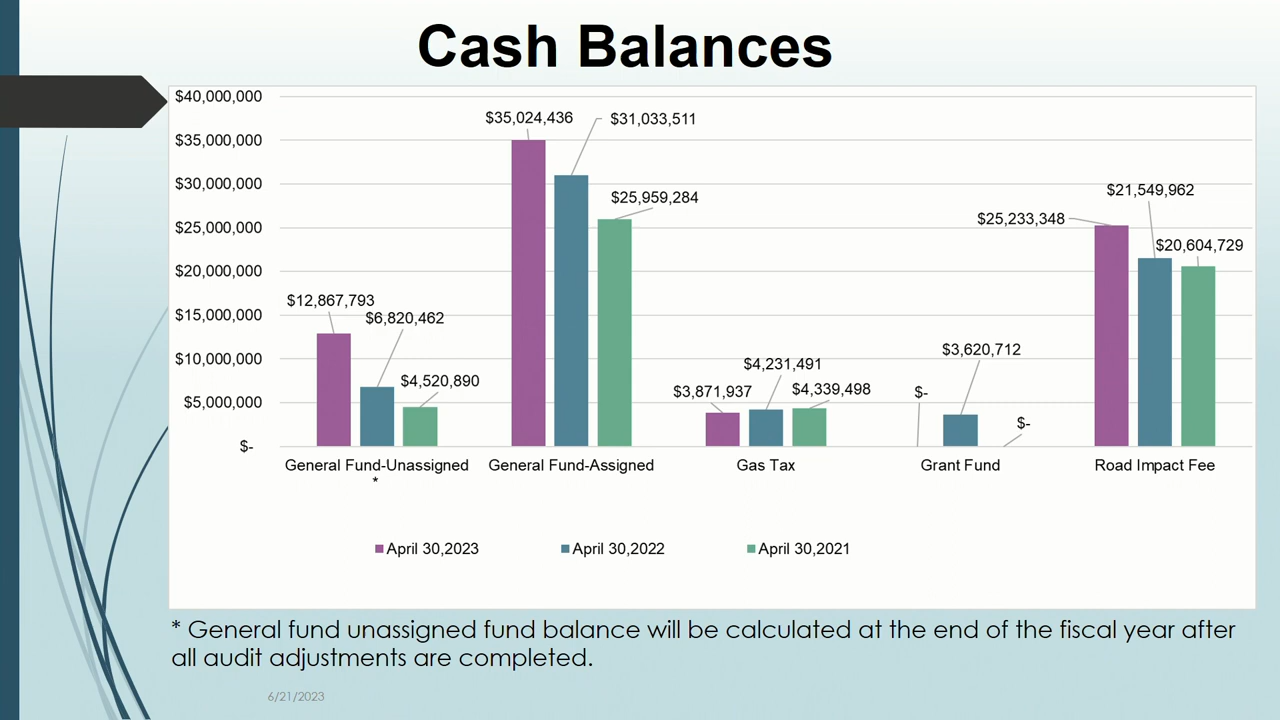 Cash Balances
$40,000,000
$35,000,000
$30,000,000
$25,000,000
$20,000,000
$15,000,000
$10,000,000
$5,000,000
$-
$12,867,793
$6,820,462
$4,520,890
$35,024,436
$31,033,511
$25,959,284
$3,871,937
$4,231,491
$4,339,498
$-
$3,620,712
$-
$25,233,348
$21,549,962
$20,604,729
General Fund-Unassigned
*
General Fund-Assigned
Gas Tax
Grant Fund
Road Impact Fee
April 30,2023
April 30,2022
April 30,2021
* General fund unassigned fund balance will be calculated at the end of the fiscal year after
all audit adjustments are completed.
6/21/2023